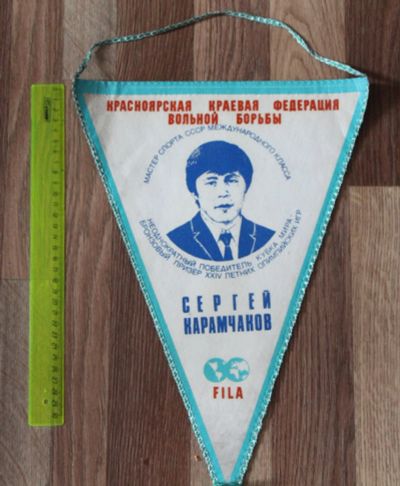 КРАСНОЯРСКАЯ КРАЕВАЯ ФЕДЕРАЦИЯ
ВОЛЬНОЙ БОРЬБЫ
МАСТЕР СПОРТА СССР МЕЖДУНАРОДНОГО КЛАССА
НЕОДНОКРАТНЫЙ ПОБЕДИТЕЛЬ КУБКА МИРА -
БРОНЗОВЫЙ ПРИЗЕР XXIV ЛЕТНИХ ОЛИМПИЙСКИХ ИГР
СЕРГЕЙ
КАРАМЧАКОВ
FILA